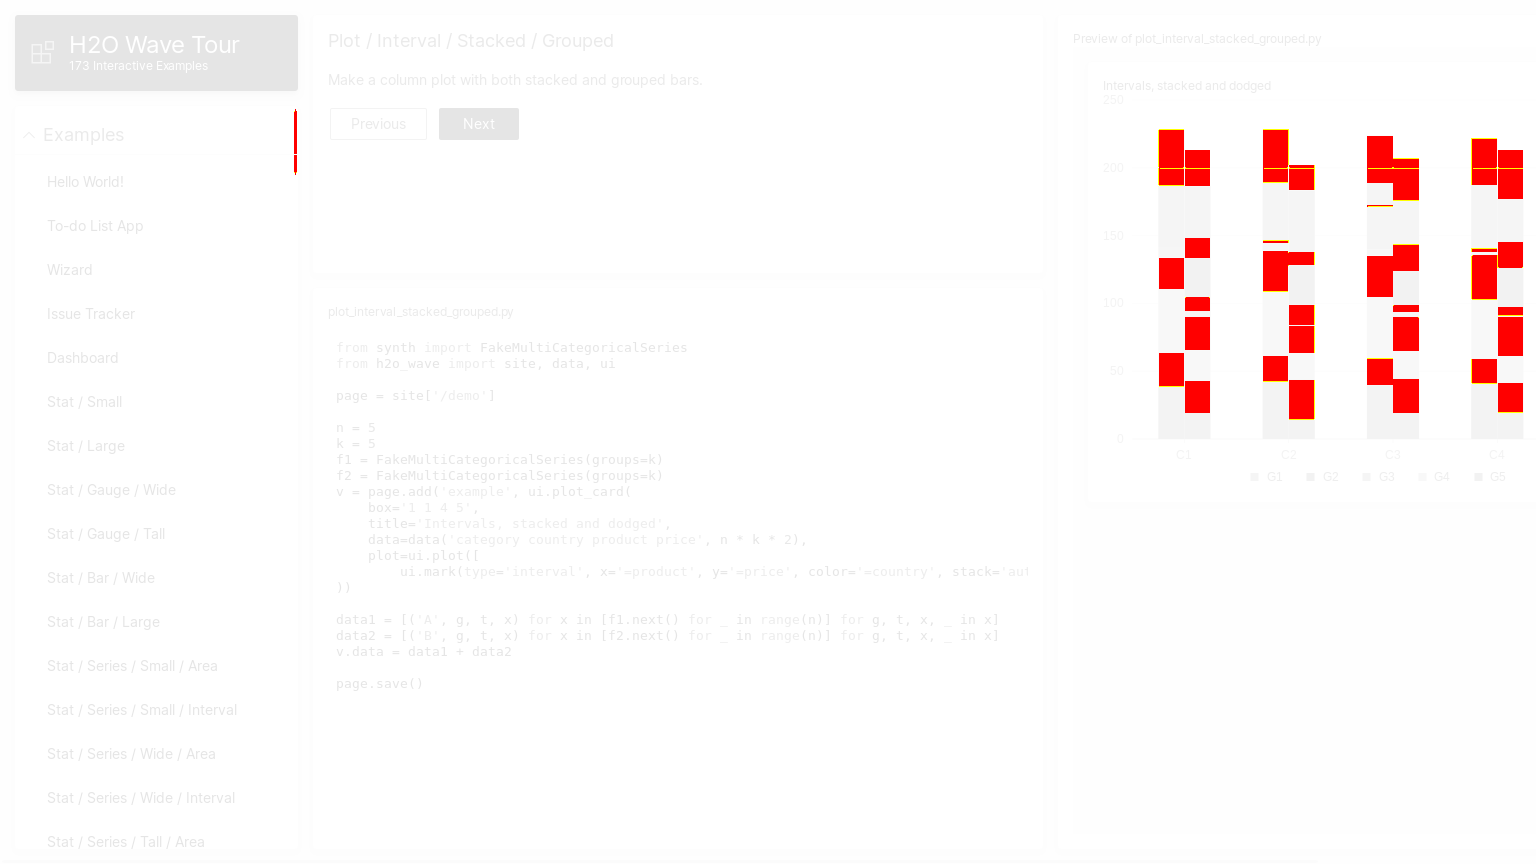 H2O Wave Tour
173 Interactive Examples
Examples
Hello World!
To-do List App
Wizard
Issue Tracker
Dashboard
Stat / Small
Stat / Large
Stat / Gauge / Wide
Stat / Gauge / Tall
Stat / Bar / Wide
Stat / Bar / Large
Stat / Series / Small / Area
Stat / Series / Small / Interval
Stat / Series / Wide / Area
Stat / Series / Wide / Interval
Stat / Series / Tall / Area
Plot / Interval / Stacked / Grouped
Make a column plot with both stacked and grouped bars.
Previous Next
plot_interval_stacked_grouped.py
from synth import FakeMultiCategoricalSeries
from h2o_wave import site, data, ui
page = site['/demo']
n = 5
k = 5
f1 = FakeMultiCategoricalSeries(groups=k)
f2 = FakeMultiCategoricalSeries(groups=k)
v = page.add('example', ui.plot_card(
    box='1 1 4 5',
    title='Intervals, stacked and dodged',
    data=data('category country product price', n * k * 2),
    plot=ui.plot([
        ui.mark(type='interval', x='=product', y='=price', color='=country', stack='aut
))
data1 = [('A', g, t, x) for x in [f1.next() for _ in range(n)] for g, t, x, _ in x]
data2 = [('B', g, t, x) for x in [f2.next() for _ in range(n)] for g, t, x, _ in x]
v.data = data1 + data2
page.save()
Preview of plot_interval_stacked_grouped.py
Intervals, stacked and dodged
250
200
150
100
50
0
C1 C2 C3 C4
G1 G2 G3 G4 G5